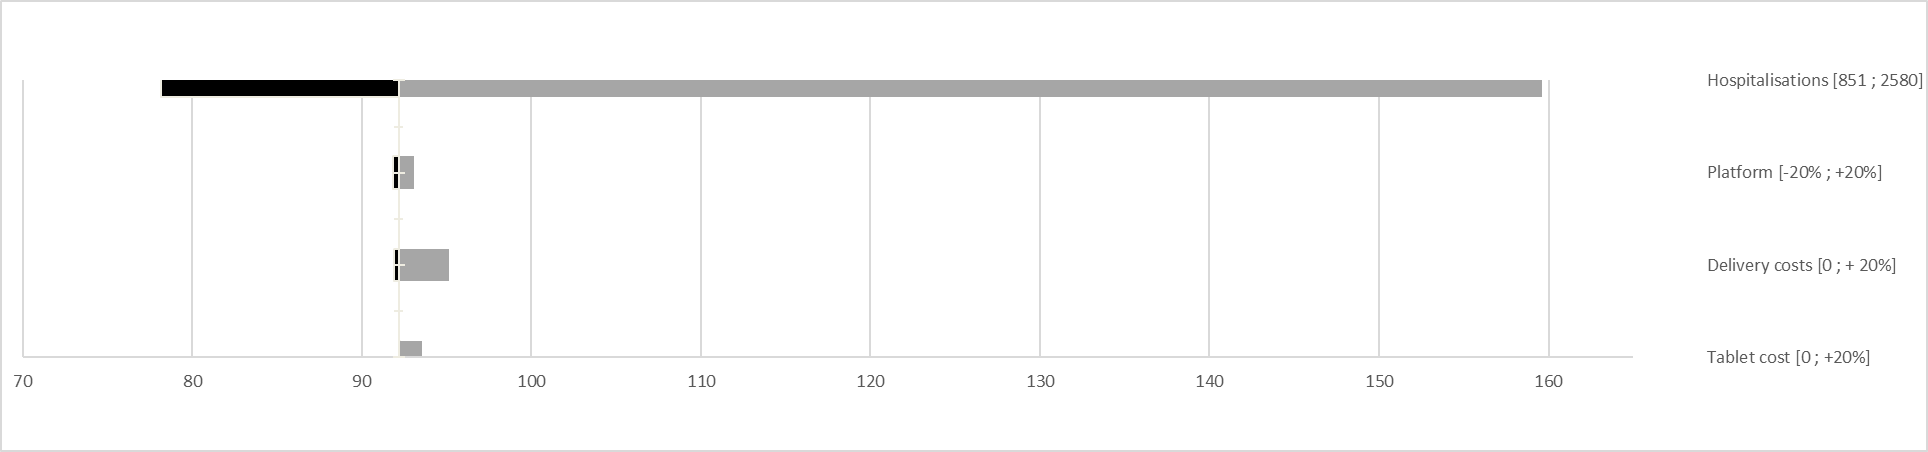 Hospitalisations [851 ; 2580]
Platform [-20% ; +20%]
Delivery costs [0 ; + 20%]
Tablet cost [0 ; +20%]
70 80 90 100 110 120 130 140 150 160